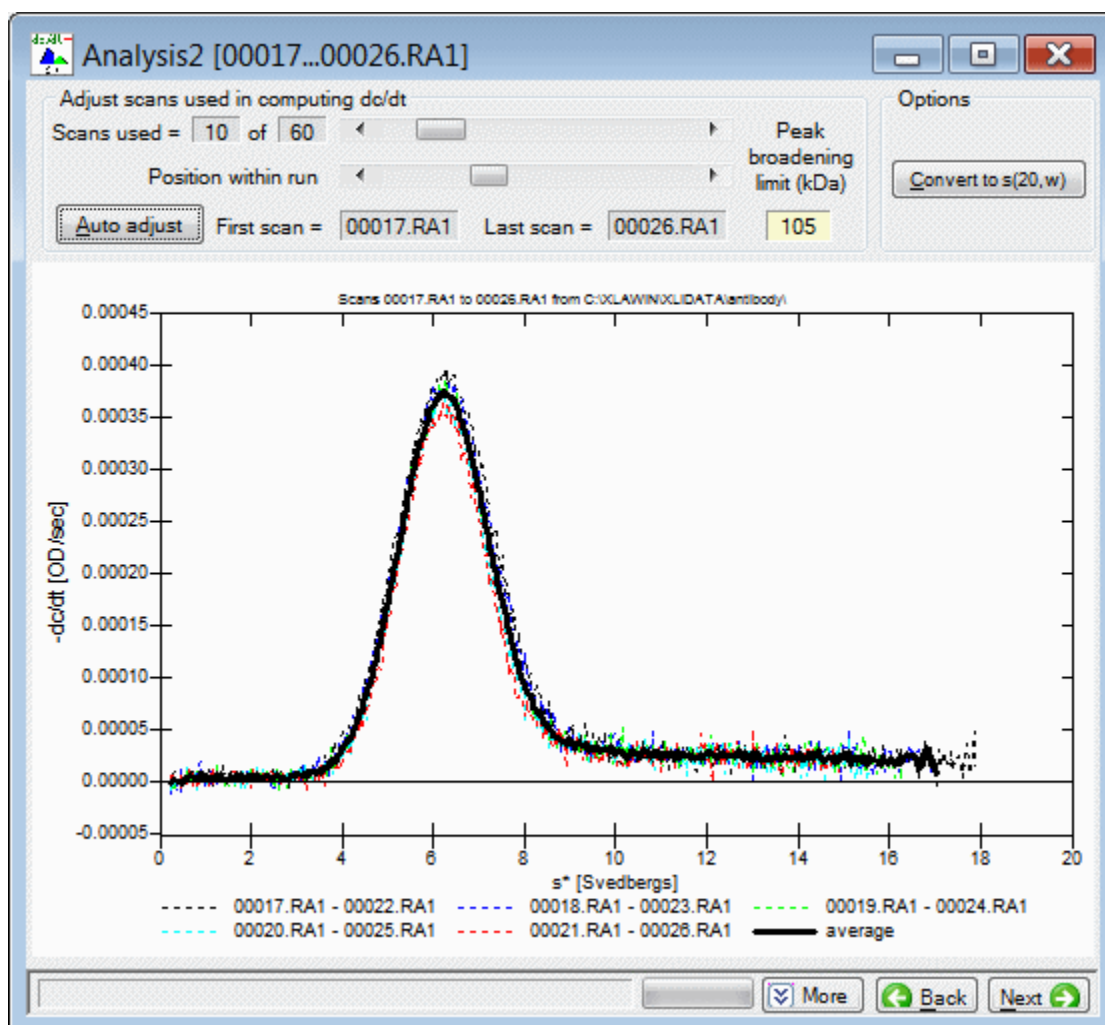 dc/dt
Analysis2 [00017...00026.RA1]
Adjust scans used in computing dc/dt
Options
Scans used = 10 of 60
Peak
broadening
limit (kDa)
Position within run
Convert to s(20,w)
Auto adjust First scan = 00017.RA1 Last scan = 00026.RA1 105
Scans 00017.RA1 to 00026.RA1 from C:\XLAWIN\XLIDATA\antibody\
0.00045
0.00040
0.00035
0.00030
0.00025
0.00020
0.00015
0.00010
0.00005
0.00000
-0.00005
-dc/dt [OD/sec]
0 2 4 6 8 10 12 14 16 18 20
s* [Svedbergs]
00017.RA1 - 00022.RA1 00018.RA1 - 00023.RA1 00019.RA1 - 00024.RA1
00020.RA1 - 00025.RA1 00021.RA1 - 00026.RA1 average
More Back Next